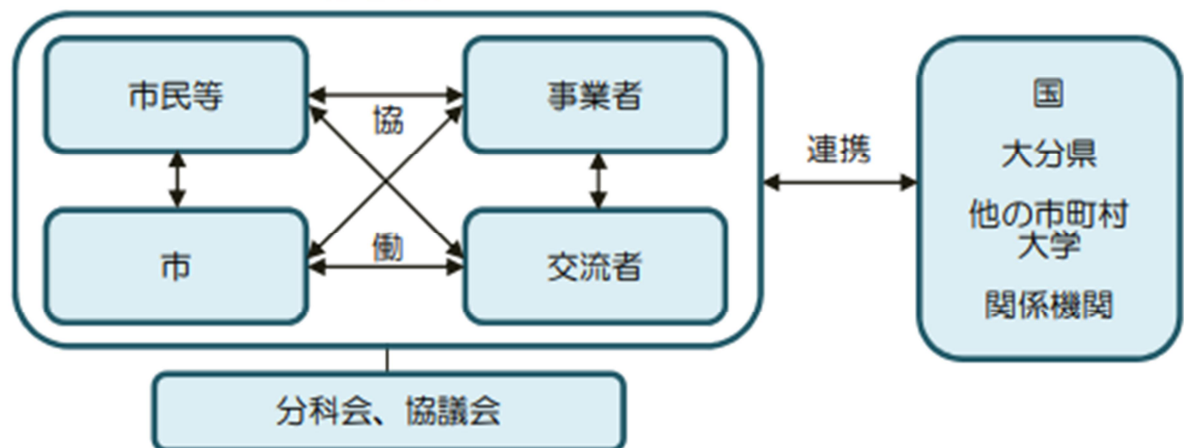 市民等
事業者
協
働
市
交流者
分科会、協議会
連携
国
大分県
他の市町村
大学
関係機関